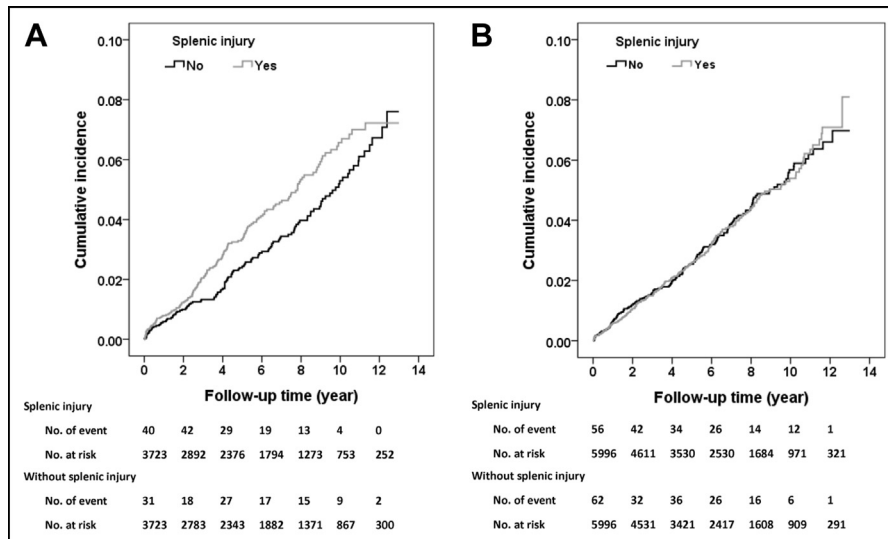 A
Splenic injury
No Yes
0.10
0.08
0.06
0.04
0.02
0.00
Cumulative incidence
0 2 4 6 8 10 12 14
Follow-up time (year)
Splenic injury
No. of event 40 42 29 19 13 4 0
No. at risk 3723 2892 2376 1794 1273 753 252
Without splenic injury
No. of event 31 18 27 17 15 9 2
No. at risk 3723 2783 2343 1882 1371 867 300
B
Splenic injury
No Yes
0.10
0.08
0.06
0.04
0.02
0.00
Cumulative incidence
0 2 4 6 8 10 12 14
Follow-up time (year)
Splenic injury
No. of event 56 42 34 26 14 12 1
No. at risk 5996 4611 3530 2530 1684 971 321
Without splenic injury
No. of event 62 32 36 26 16 6 1
No. at risk 5996 4531 3421 2417 1608 909 291